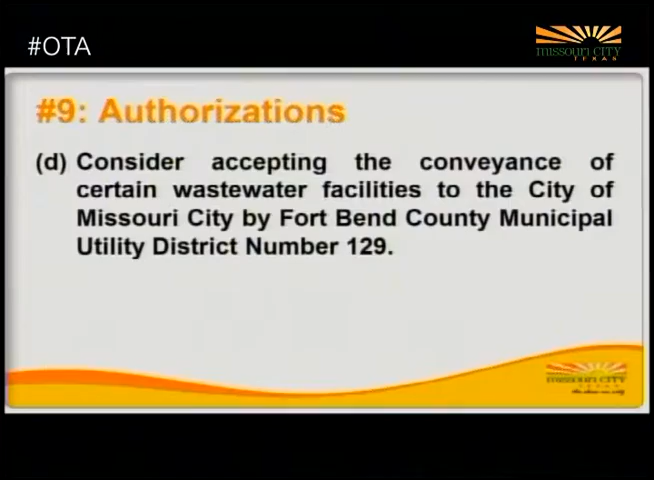 #OTA
missouri CITY
TEXAS
#9: Authorizations
(d) Consider accepting the conveyance of
certain wastewater facilities to the City of
Missouri City by Fort Bend County Municipal
Utility District Number 129.
missouri CITY
TEXAS